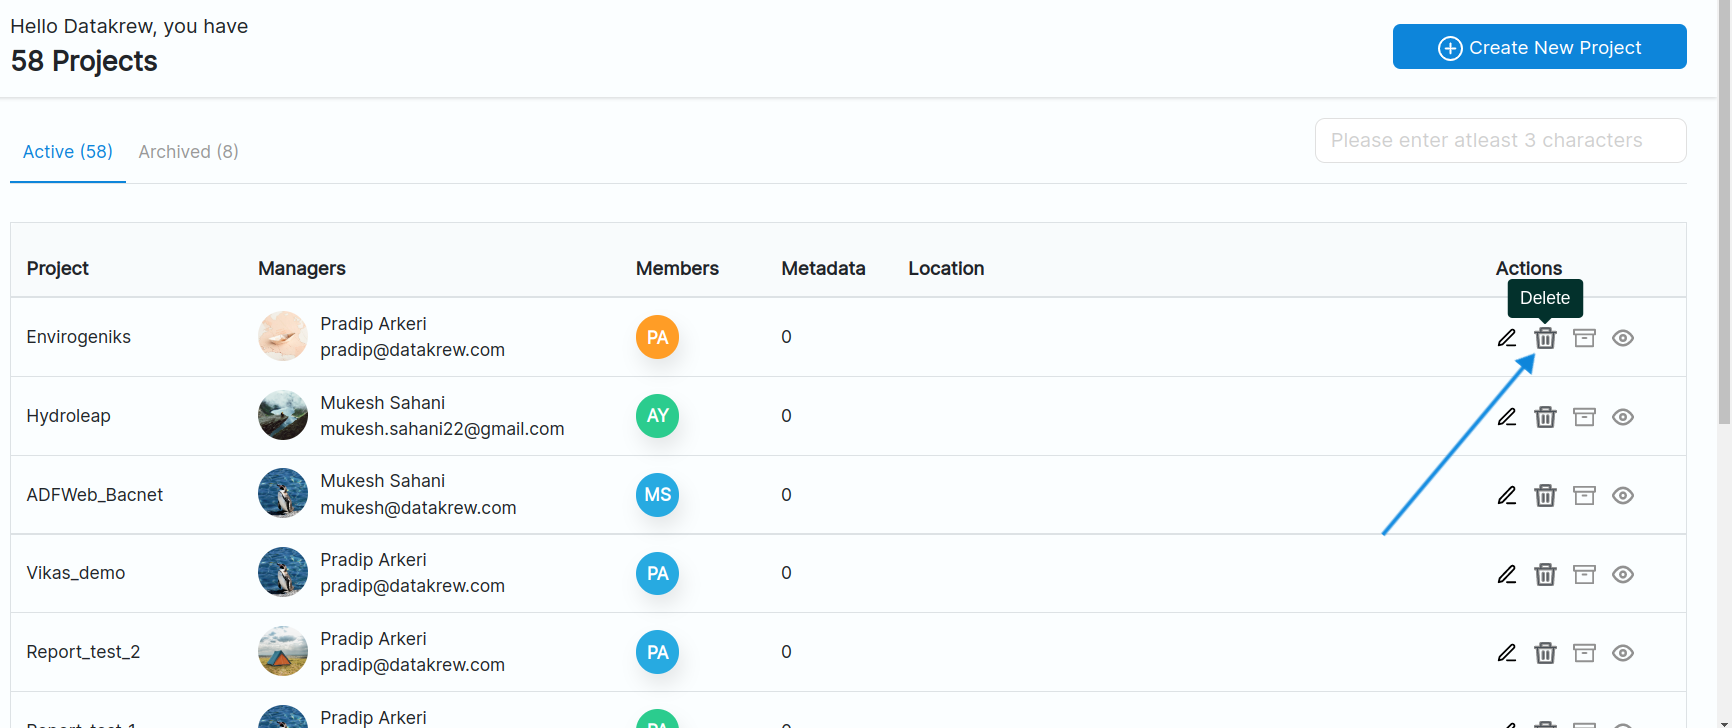 Hello Datakrew, you have
58 Projects
Create New Project
Active (58) Archived (8)
Please enter atleast 3 characters
Project Managers Members Metadata Location Actions
Delete
Envirogeniks Pradip Arkeri PA 0
pradip@datakrew.com
Hydroleap Mukesh Sahani AY 0
mukesh.sahani22@gmail.com
ADFWeb_Bacnet Mukesh Sahani MS 0
mukesh@datakrew.com
Vikas_demo Pradip Arkeri PA 0
pradip@datakrew.com
Report_test_2 Pradip Arkeri PA 0
pradip@datakrew.com
Pradip Arkeri